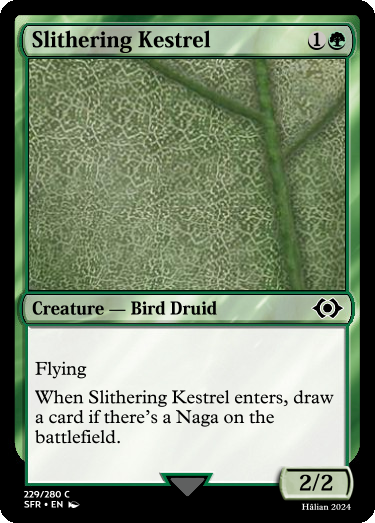 Slithering Kestrel 1
Creature — Bird Druid
Flying
When Slithering Kestrel enters, draw
a card if there's a Naga on the
battlefield.
2/2
229/280 C
SFR • EN
Hālian 2024